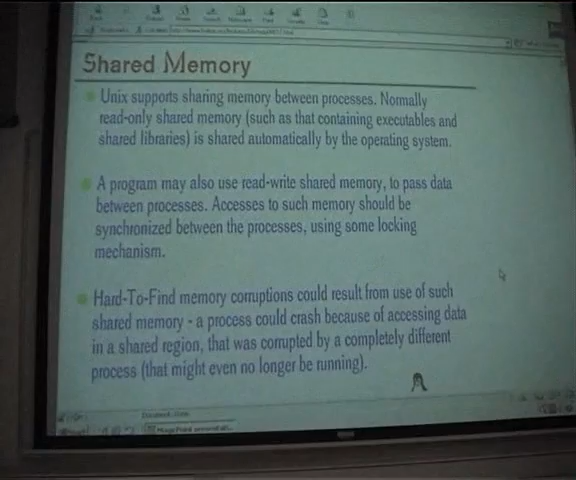 Shared Memory
Unix supports sharing memory between processes. Normally
read-only shared memory (such as that containing executables and
shared libraries) is shared automatically by the operating system.
A program may also use read-write shared memory, to pass data
between processes. Accesses to such memory should be
synchronized between the processes, using some locking
mechanism.
Hard-To-Find memory corruptions could result from use of such
shared memory - a process could crash because of accessing data
in a shared region, that was corrupted by a completely different
process (that might even no longer be running).
Document: Done